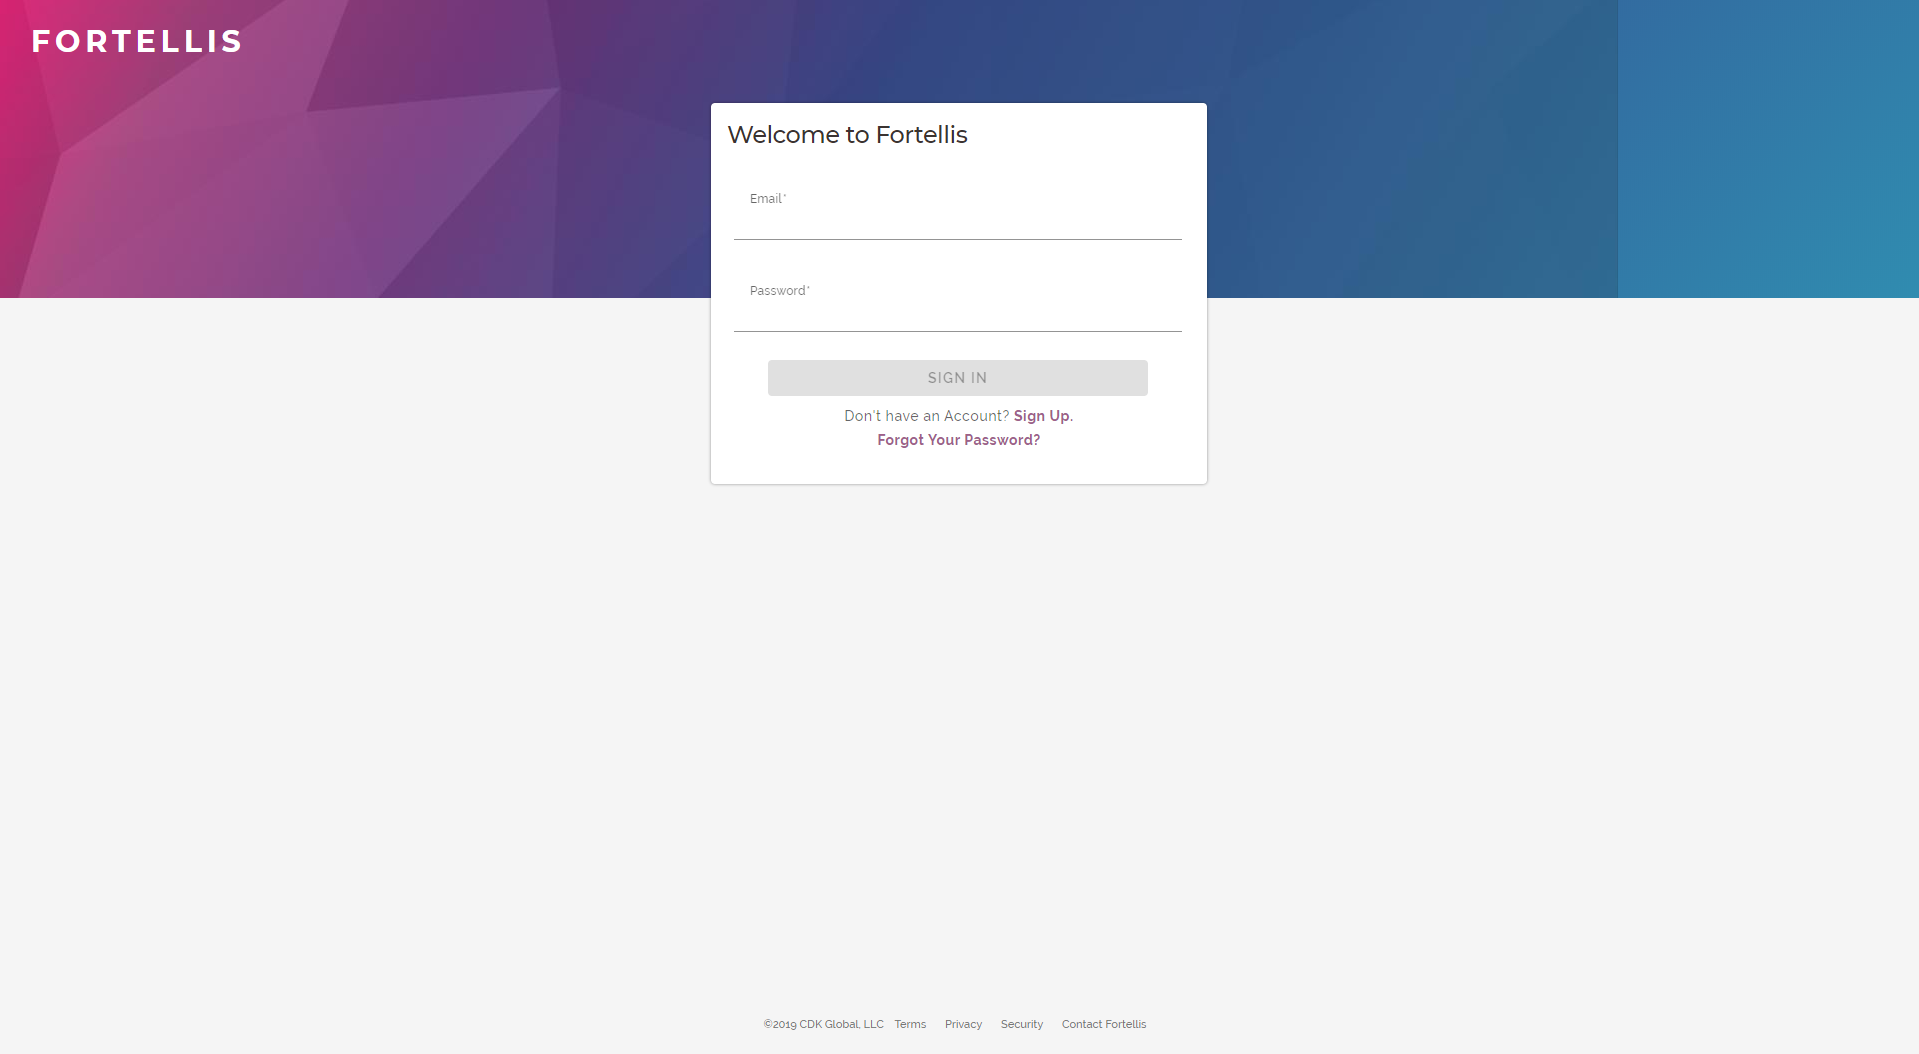 FORTELLIS
Welcome to Fortellis
Email*
Password*
SIGN IN
Don't have an Account? Sign Up.
Forgot Your Password?
©2019 CDK Global, LLC Terms Privacy Security Contact Fortellis